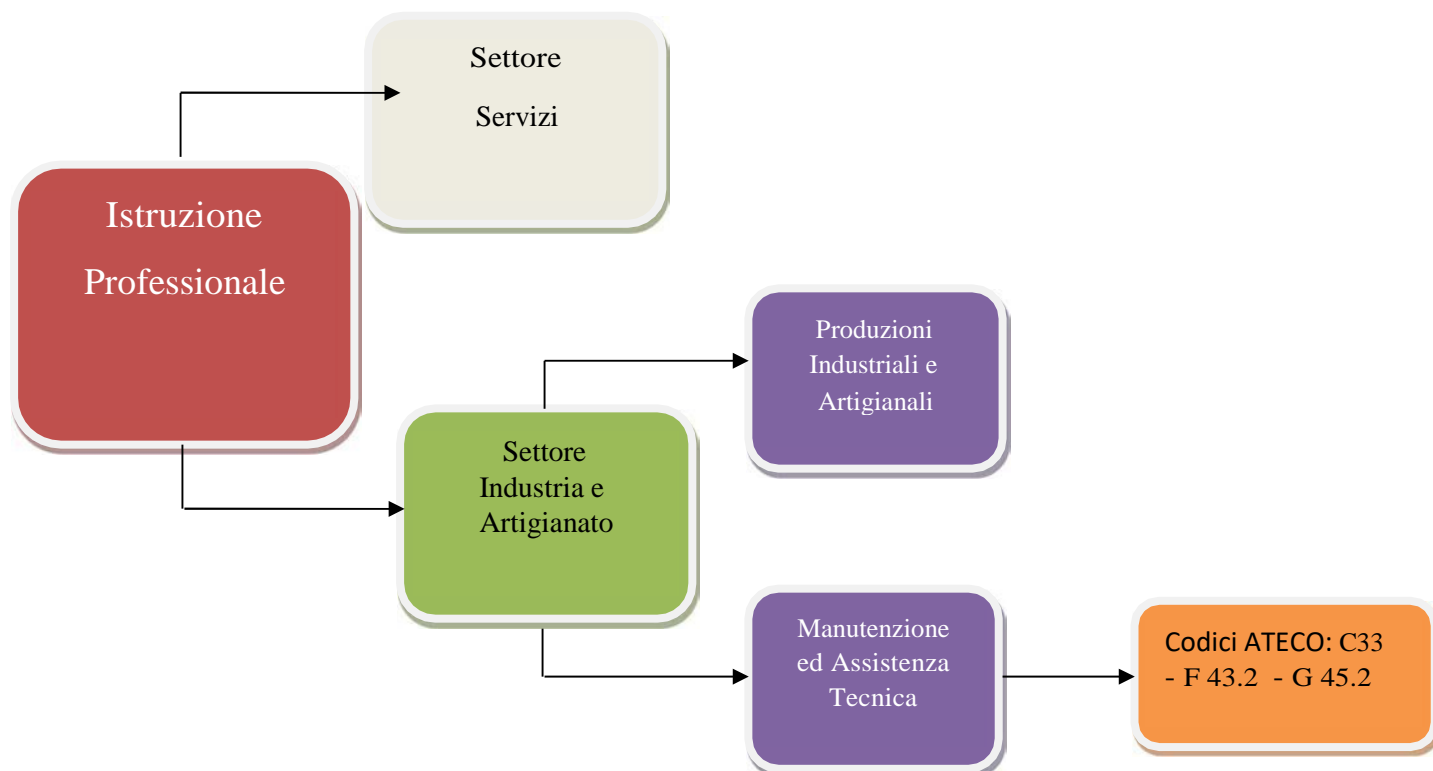 Settore
Servizi
Istruzione
Professionale
Produzioni
Industriali e
Artigianali
Settore
Industria e
Artigianato
Manutenzione
ed Assistenza
Tecnica
Codici ATECO: C33
- F 43.2 - G 45.2